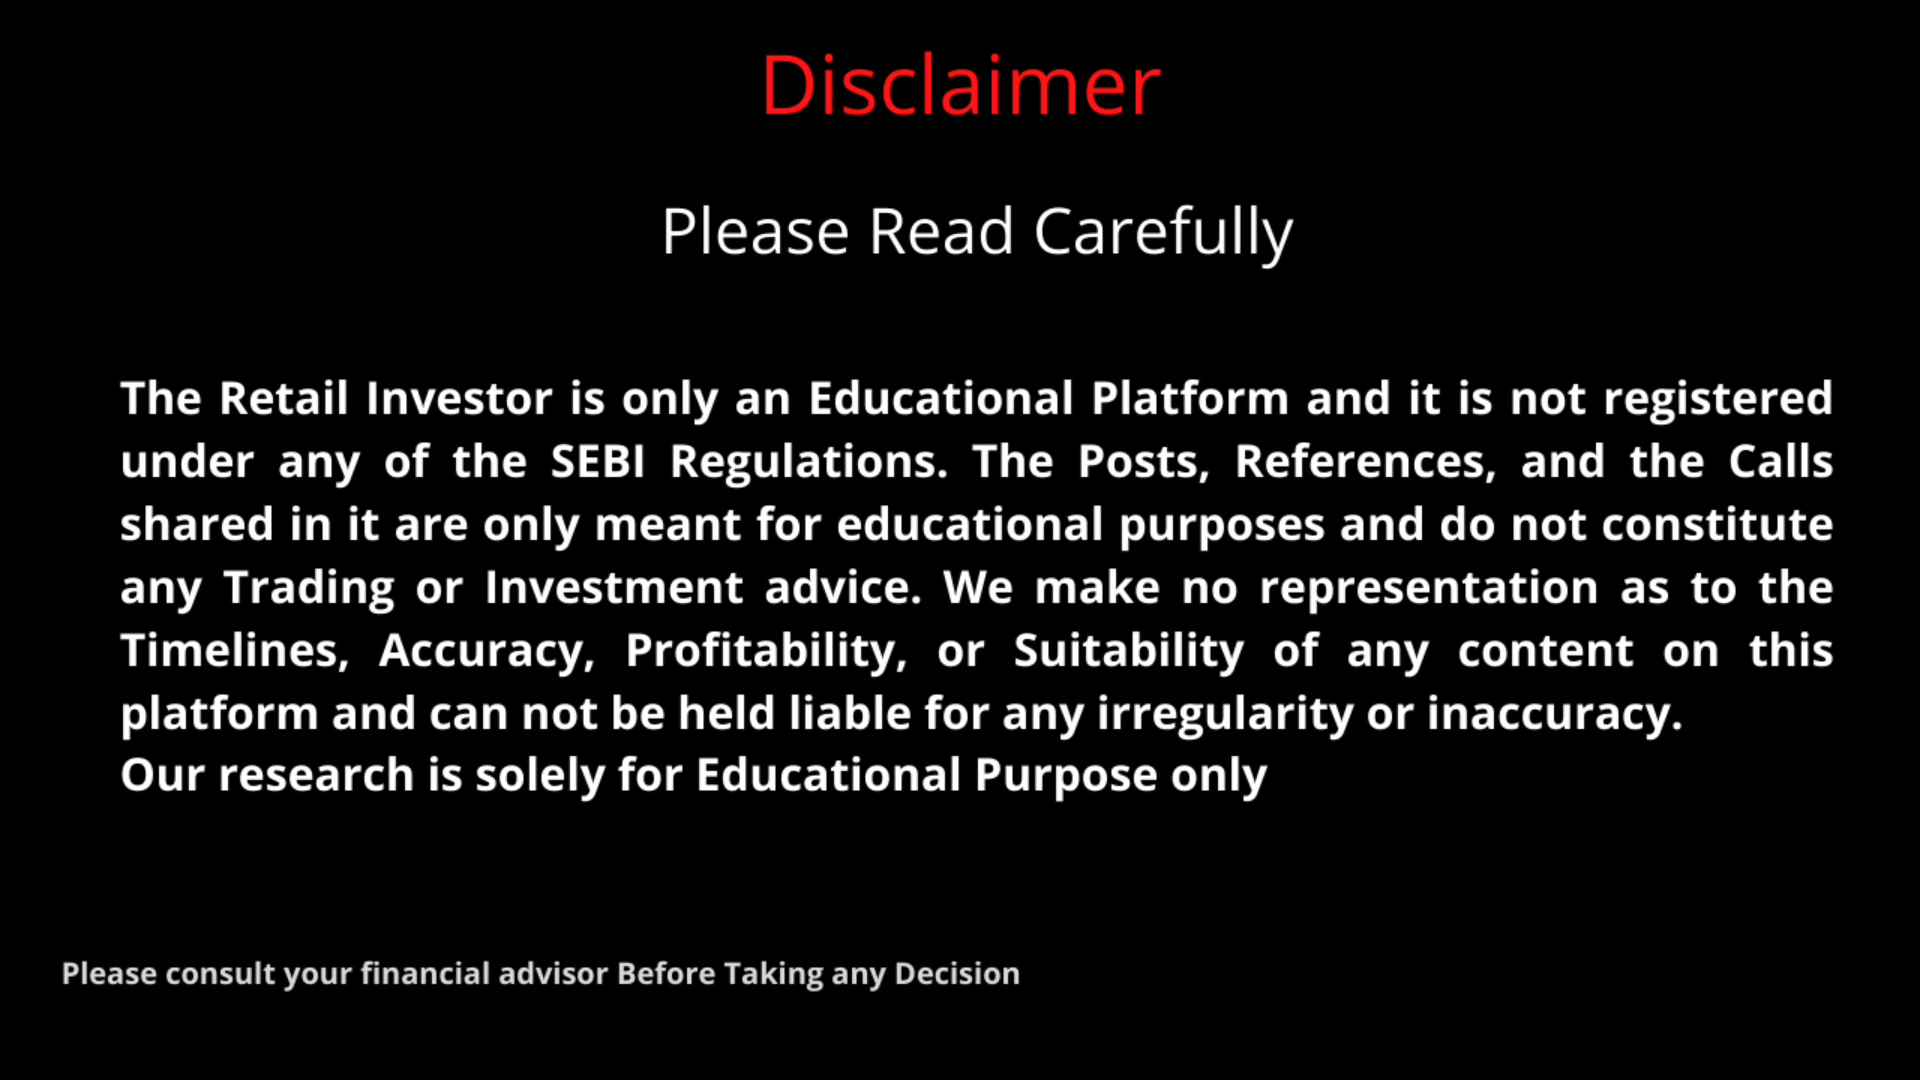 Disclaimer
Please Read Carefully
The Retail Investor is only an Educational Platform and it is not registered
under any of the SEBI Regulations. The Posts, References, and the Calls
shared in it are only meant for educational purposes and do not constitute
any Trading or Investment advice. We make no representation as to the
Timelines, Accuracy, Profitability, or Suitability of any content on this
platform and can not be held liable for any irregularity or inaccuracy.
Our research is solely for Educational Purpose only
Please consult your financial advisor Before Taking any Decision